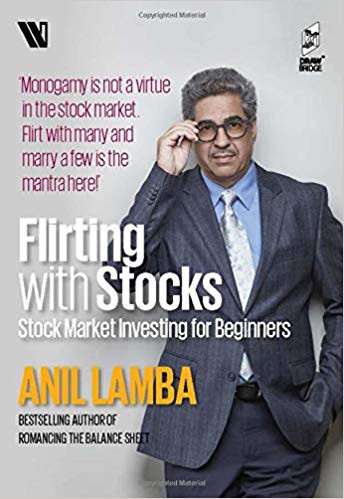 Copyrighted Material
W
DRAW
BRIDGE
'Monogamy is not a virtue
in the stock market.
Flirt with many and
marry a few is the
mantra here!'
Flirting
with Stocks
Stock Market Investing for Beginners
ANIL LAMBA
BESTSELLING AUTHOR OF
ROMANCING THE BALANCE SHEET
Copyrighted Material